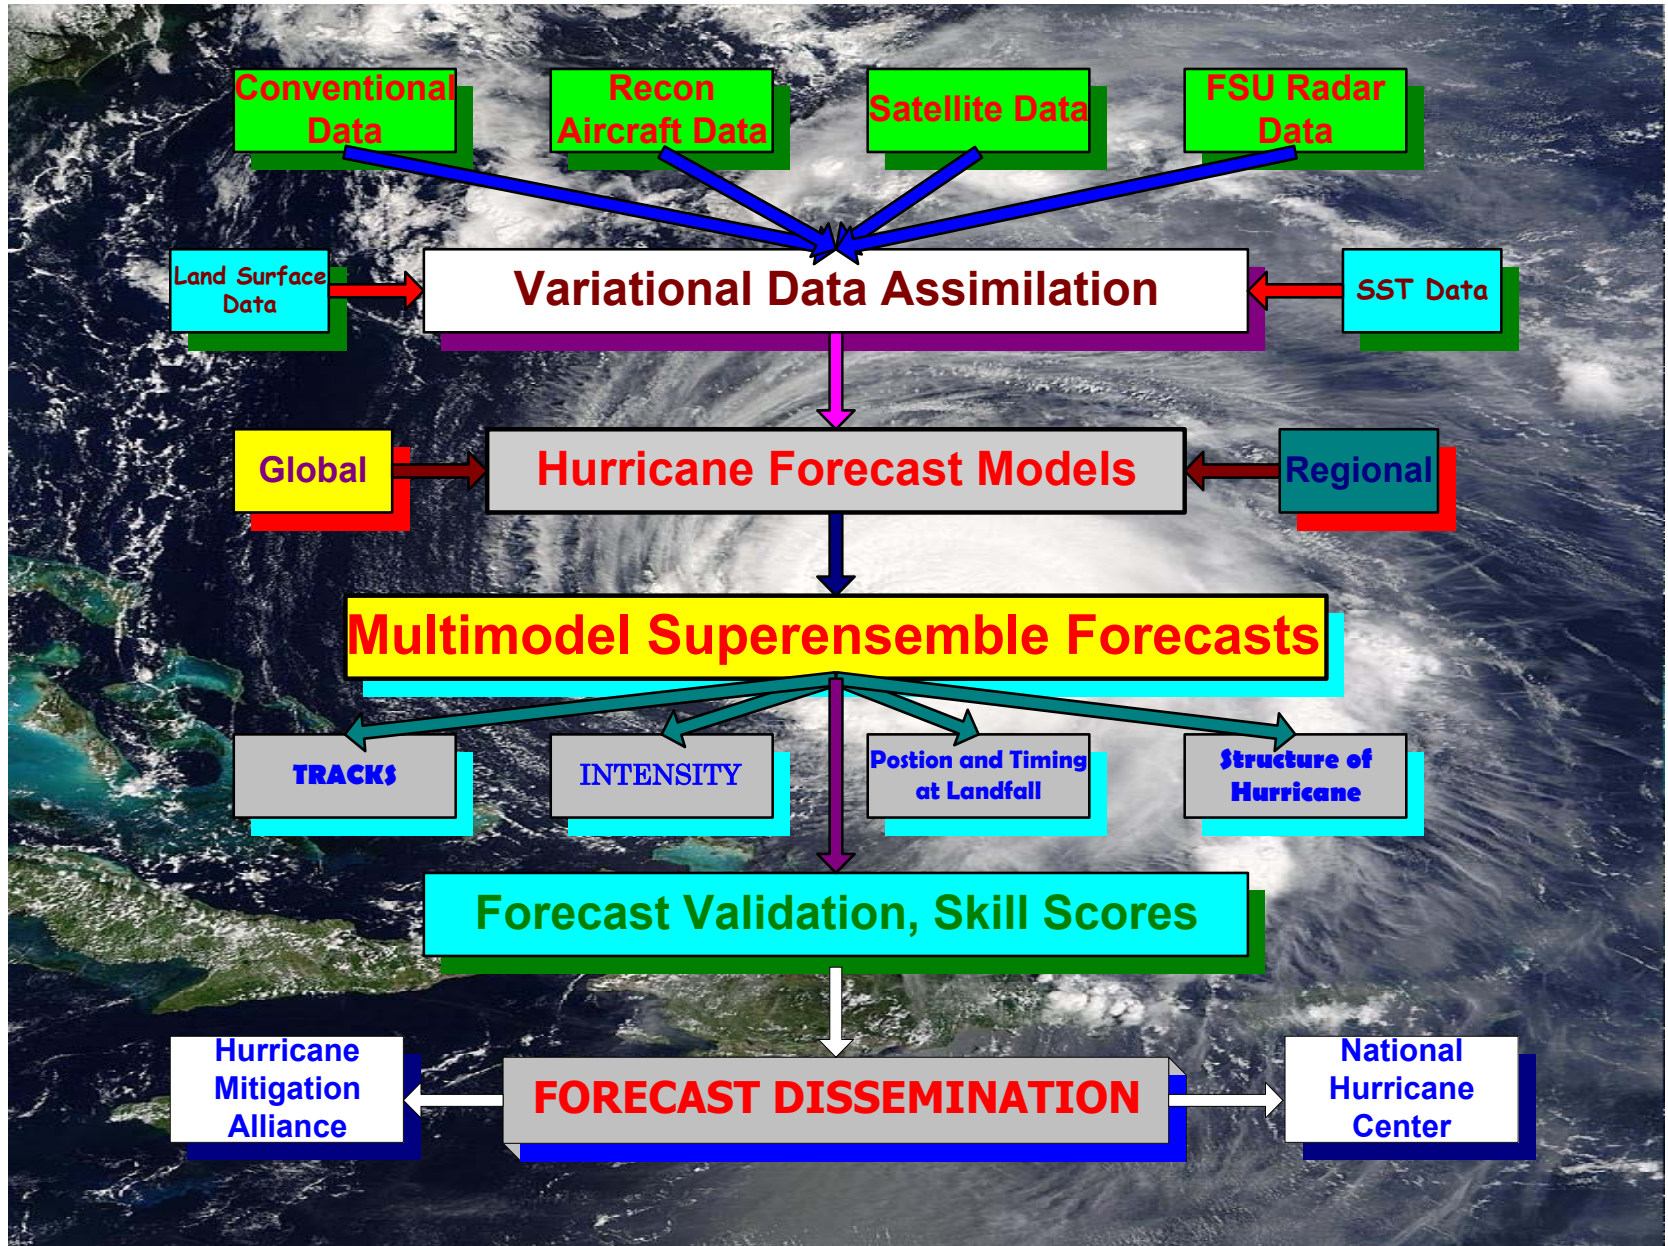 Conventional
Data
Recon
Aircraft Data
Satellite Data
FSU Radar
Data
Land Surface
Data
Variational Data Assimilation
SST Data
Global
Hurricane Forecast Models
Regional
Multimodel Superensemble Forecasts
TRACKS
INTENSITY
Postion and Timing
at Landfall
Structure of
Hurricane
Forecast Validation, Skill Scores
Hurricane
Mitigation
Alliance
FORECAST DISSEMINATION
National
Hurricane
Center